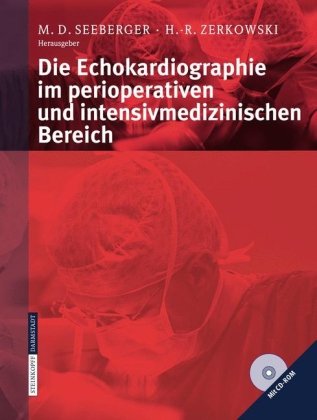 M. D. SEEBERGER · H.-R. ZERKOWSKI
Herausgeber
Die Echokardiographie
im perioperativen
und intensivmedizinischen
Bereich
STEINKOPFF
DARMSTADT
Mit CD-ROM